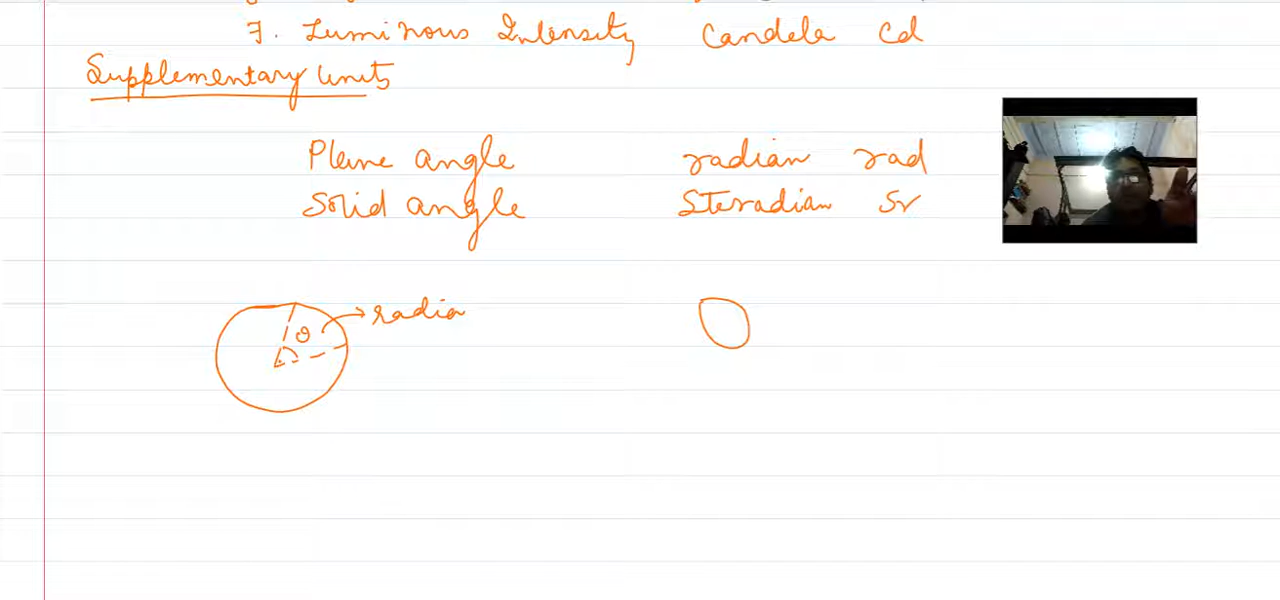 7. Luminous Intensity Candela Cd
Supplementary Units
Plane angle radian rad
Solid angle Steradian Sr
θ → radia